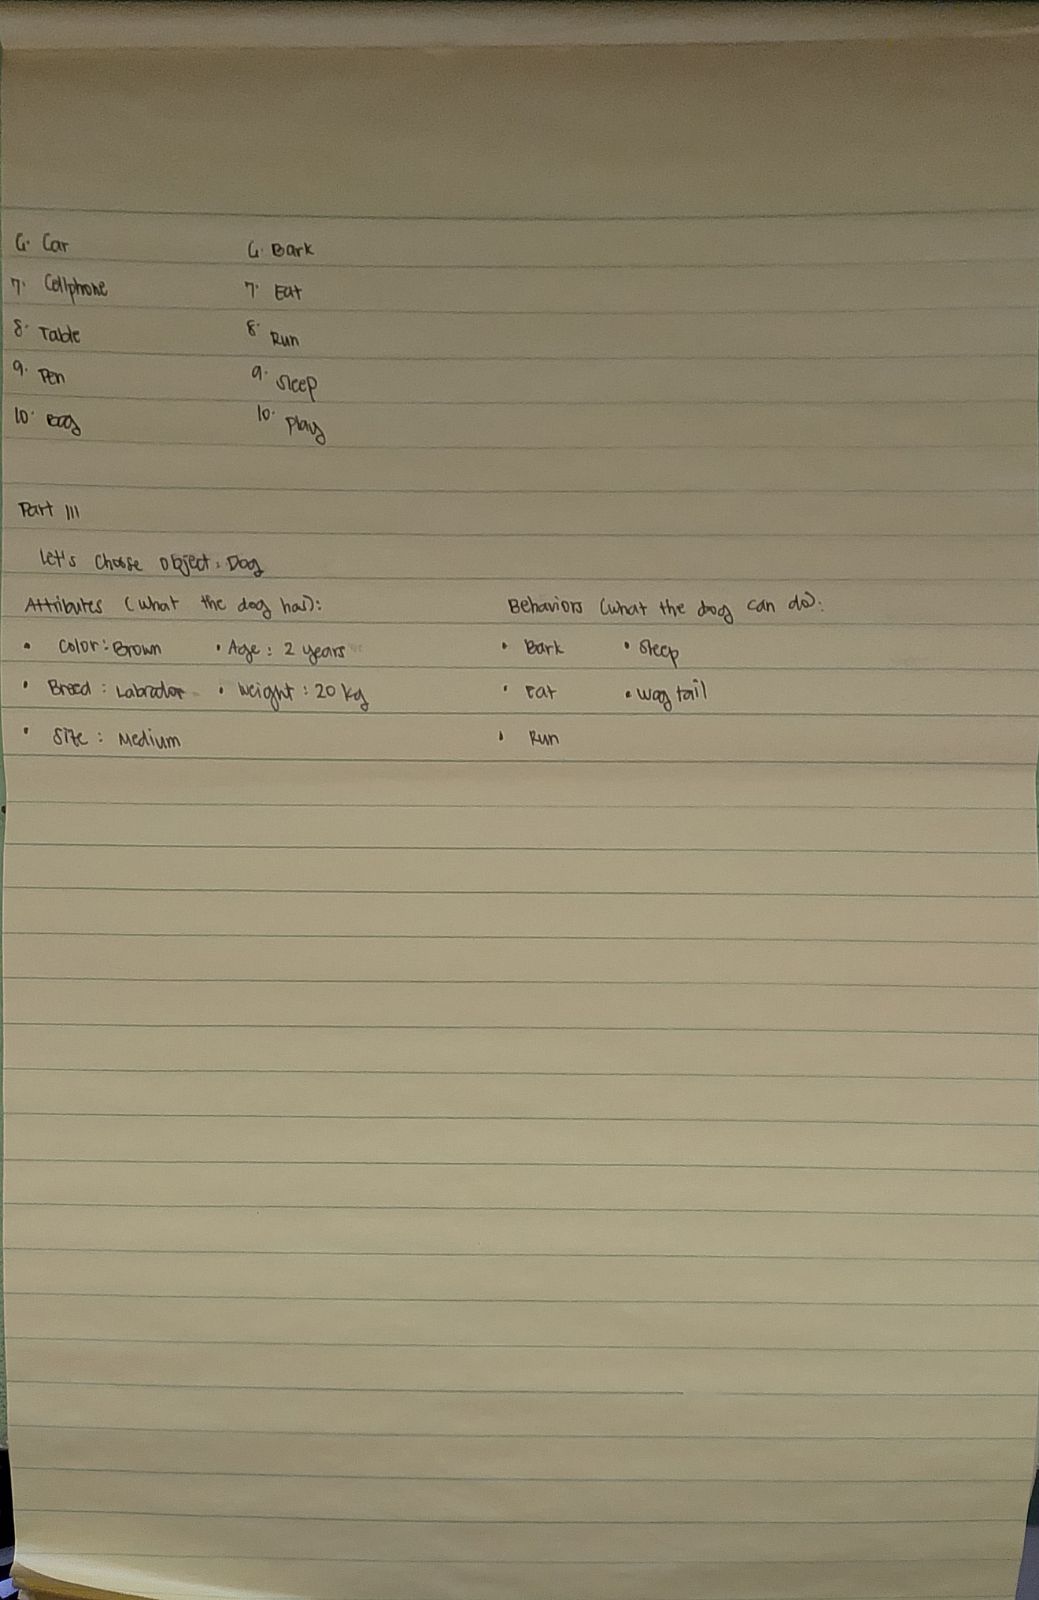 6. Car 6. Bark
7. Cellphone 7. Eat
8. Table 8. Run
9. Pen 9. Sleep
10. Bag 10. Play
Part III
Let's choose object: Dog
Attributes (what the dog has): Behaviors (what the dog can do):
• Color: Brown • Age: 2 years • Bark • Sleep
• Breed: Labrador • Weight: 20 kg • Eat • Wag tail
• Size: Medium • Run